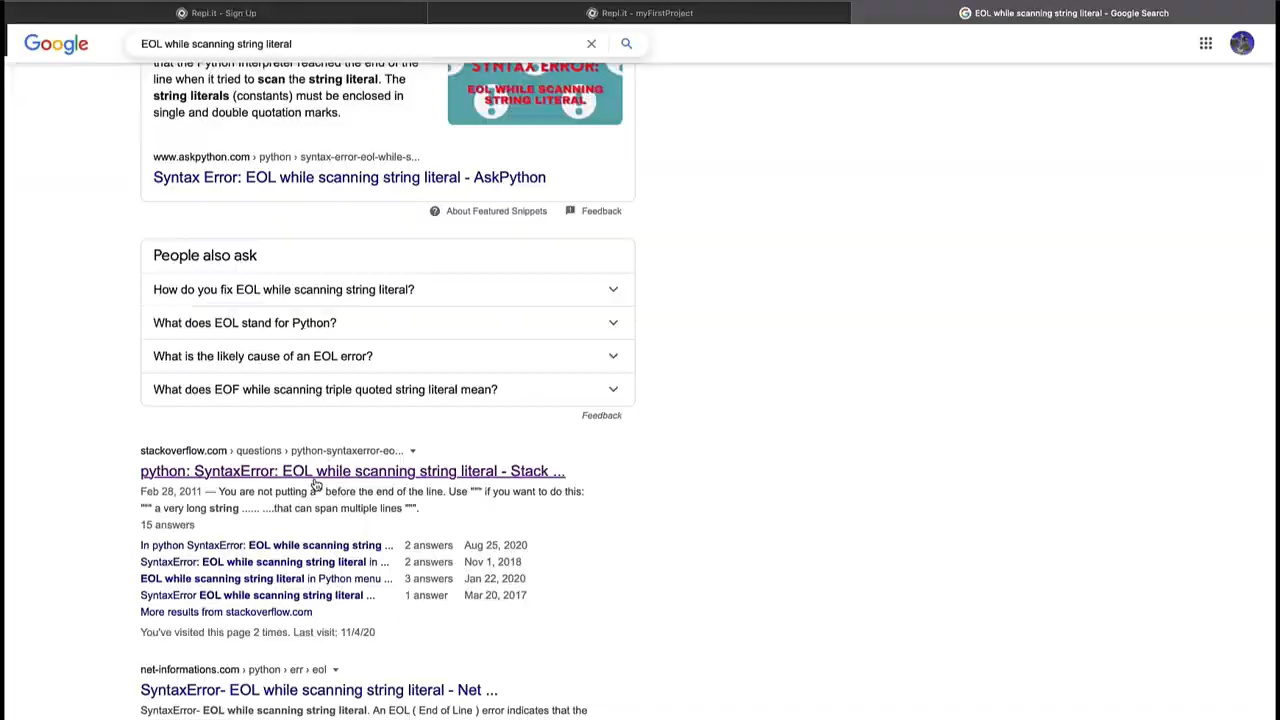 Repl.it - Sign Up
Repl.it - myFirstProject
EOL while scanning string literal - Google Search
Google
EOL while scanning string literal
that the Python interpreter reached the end of the
line when it tried to scan the string literal. The
string literals (constants) must be enclosed in
single and double quotation marks.
SYNTAX ERROR:
EOL WHILE SCANNING
STRING LITERAL
www.askpython.com › python › syntax-error-eol-while-s...
Syntax Error: EOL while scanning string literal - AskPython
About Featured Snippets
Feedback
People also ask
How do you fix EOL while scanning string literal?
What does EOL stand for Python?
What is the likely cause of an EOL error?
What does EOF while scanning triple quoted string literal mean?
Feedback
stackoverflow.com › questions › python-syntaxerror-eo...
python: SyntaxError: EOL while scanning string literal - Stack ...
Feb 28, 2011 — You are not putting a " before the end of the line. Use """ if you want to do this:
""" a very long string ...... ....that can span multiple lines """.
15 answers
In python SyntaxError: EOL while scanning string ... 2 answers Aug 25, 2020
SyntaxError: EOL while scanning string literal in ... 2 answers Nov 1, 2018
EOL while scanning string literal in Python menu ... 3 answers Jan 22, 2020
SyntaxError EOL while scanning string literal ... 1 answer Mar 20, 2017
More results from stackoverflow.com
You've visited this page 2 times. Last visit: 11/4/20
net-informations.com › python › err › eol
SyntaxError- EOL while scanning string literal - Net ...
SyntaxError- EOL while scanning string literal. An EOL ( End of Line ) error indicates that the